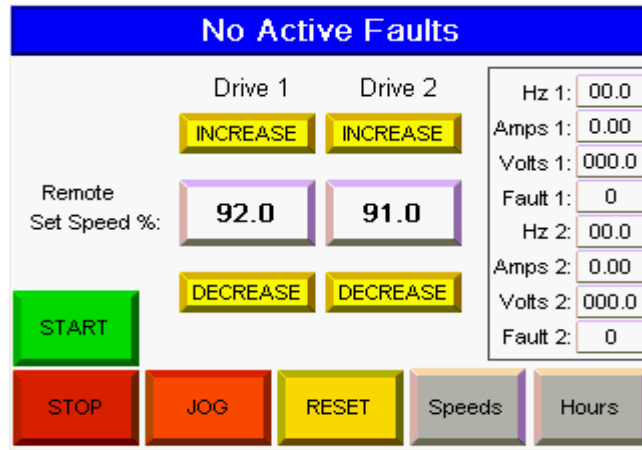 No Active Faults
Drive 1 Drive 2
INCREASE INCREASE
Remote
Set Speed %: 92.0 91.0
DECREASE DECREASE
Hz 1: 00.0
Amps 1: 0.00
Volts 1: 000.0
Fault 1: 0
Hz 2: 00.0
Amps 2: 0.00
Volts 2: 000.0
Fault 2: 0
START
STOP JOG RESET Speeds Hours